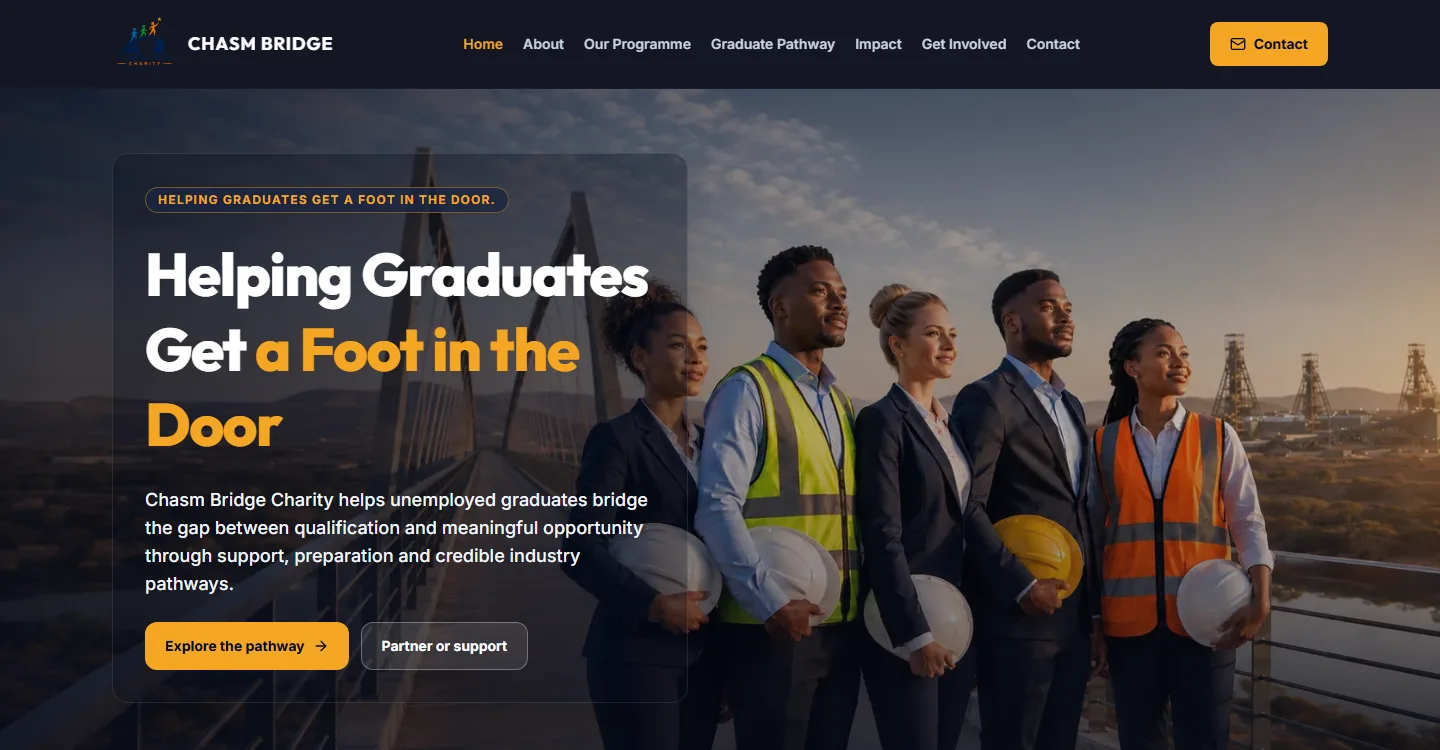 CHARITY
CHASM BRIDGE
Home
About
Our Programme
Graduate Pathway
Impact
Get Involved
Contact
Contact
HELPING GRADUATES GET A FOOT IN THE DOOR.
Helping Graduates
Get a Foot in the
Door
Chasm Bridge Charity helps unemployed graduates bridge
the gap between qualification and meaningful opportunity
through support, preparation and credible industry
pathways.
Explore the pathway
Partner or support